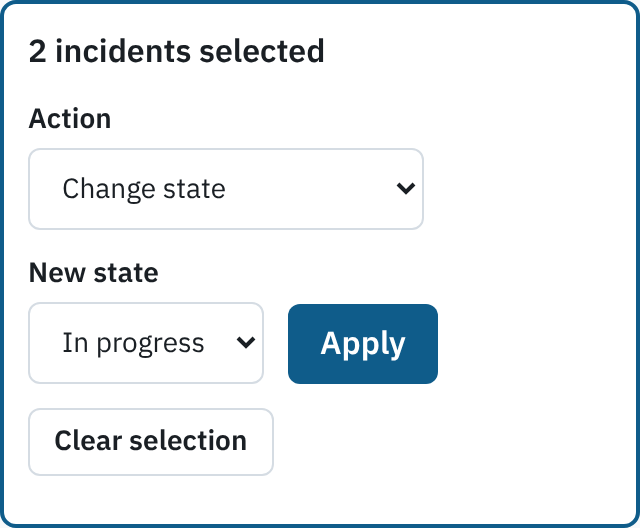 2 incidents selected
Action
Change state
New state
In progress
Apply
Clear selection